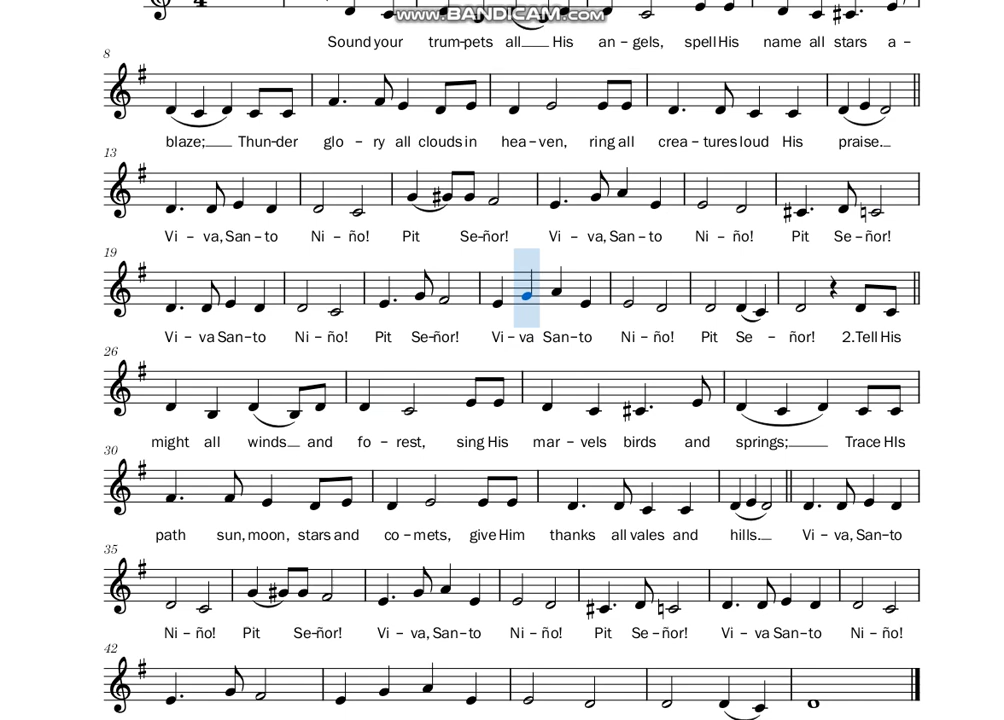 4
WWW.BANDICAM.COM
Sound your trum-pets all___ His an - gels, spell His name all stars a -
8
blaze;___ Thun-der glo - ry all clouds in hea - ven, ring all crea - tures loud His praise._
13
Vi - va, San - to Ni - ño! Pit Se-ñor! Vi - va, San - to Ni - ño! Pit Se - ñor!
19
Vi - va San-to Ni - ño! Pit Se-ñor! Vi - va San-to Ni - ño! Pit Se - ñor! 2.Tell His
26
might all winds__ and fo - rest, sing His mar - vels birds and springs;____ Trace HIs
30
path sun, moon, stars and co - mets, give Him thanks all vales and hills._ Vi - va, San-to
35
Ni - ño! Pit Se-ñor! Vi - va, San-to Ni - ño! Pit Se - ñor! Vi - va San-to Ni - ño!
42